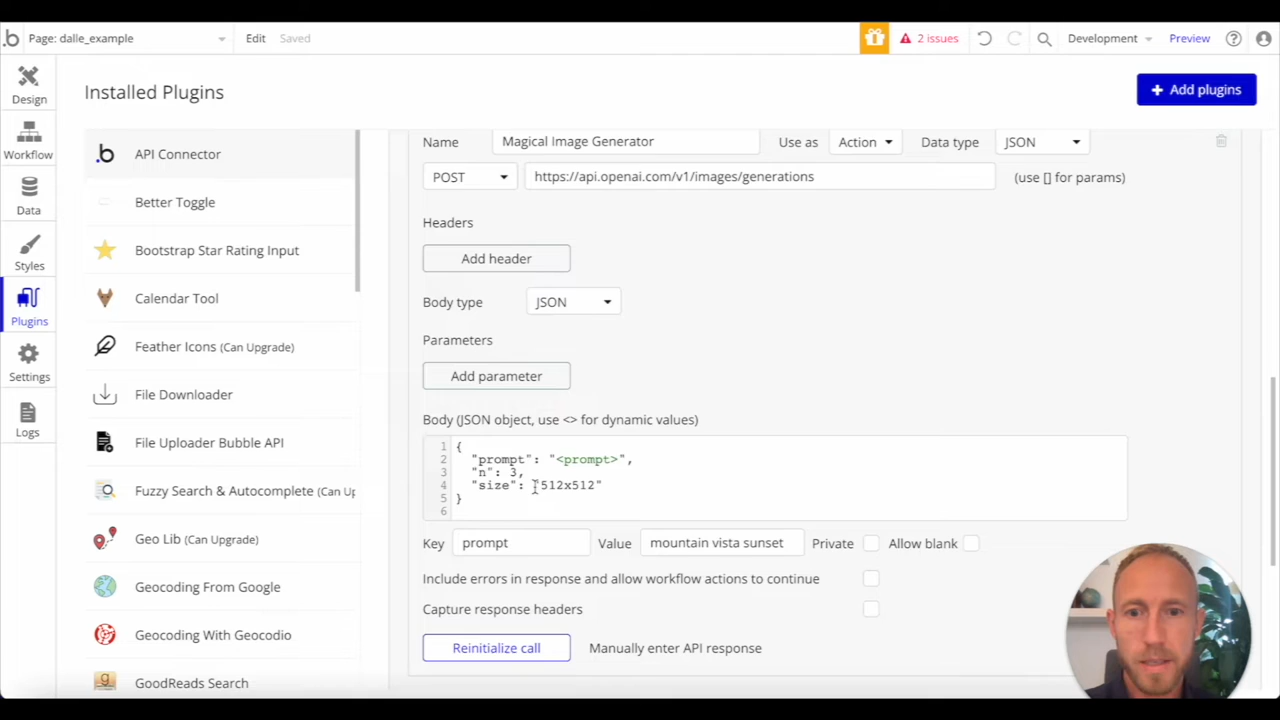 Page: dalle_example Edit Saved 2 issues Development Preview
Design
Workflow
Data
Styles
Plugins
Settings
Logs
Installed Plugins
+ Add plugins
API Connector
Better Toggle
Bootstrap Star Rating Input
Calendar Tool
Feather Icons (Can Upgrade)
File Downloader
File Uploader Bubble API
Fuzzy Search & Autocomplete (Can Up
Geo Lib (Can Upgrade)
Geocoding From Google
Geocoding With Geocodio
GoodReads Search
Name Magical Image Generator Use as Action Data type JSON
POST https://api.openai.com/v1/images/generations (use [] for params)
Headers
Add header
Body type JSON
Parameters
Add parameter
Body (JSON object, use <> for dynamic values)
1 {
2 "prompt": "<prompt>",
3 "n": 3,
4 "size": "512x512"
5 }
6
Key prompt Value mountain vista sunset Private Allow blank
Include errors in response and allow workflow actions to continue
Capture response headers
Reinitialize call Manually enter API response